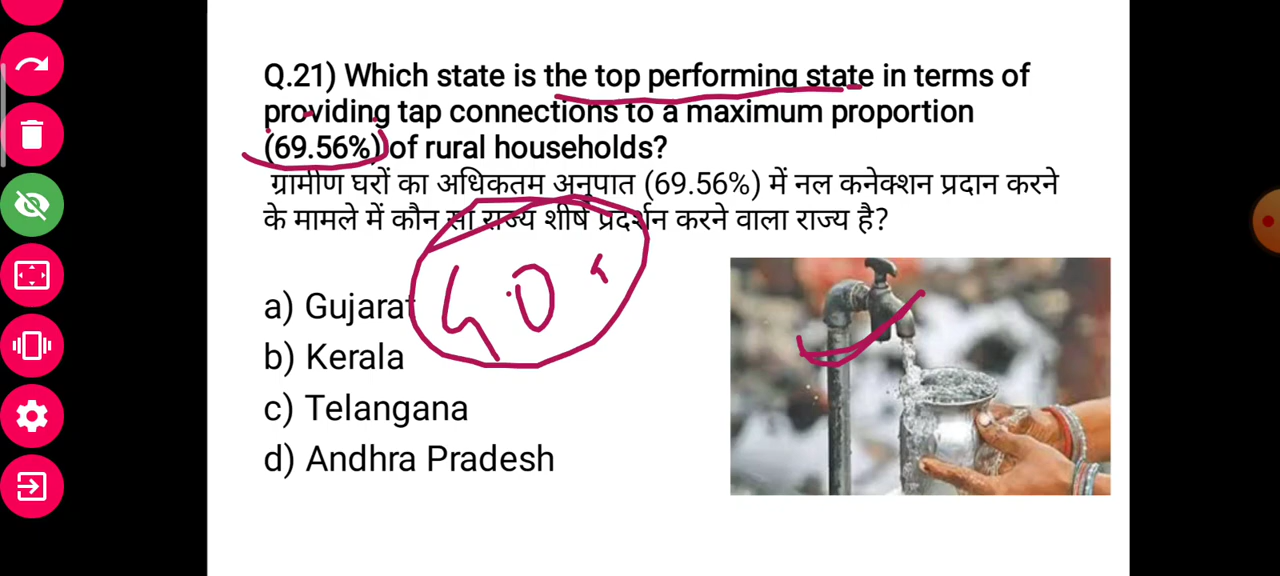 Q.21) Which state is the top performing state in terms of
providing tap connections to a maximum proportion
(69.56%) of rural households?
ग्रामीण घरों का अधिकतम अनुपात (69.56%) में नल कनेक्शन प्रदान करने
के मामले में कौन सा राज्य शीर्ष प्रदर्शन करने वाला राज्य है?
a) Gujarat
b) Kerala
c) Telangana
d) Andhra Pradesh